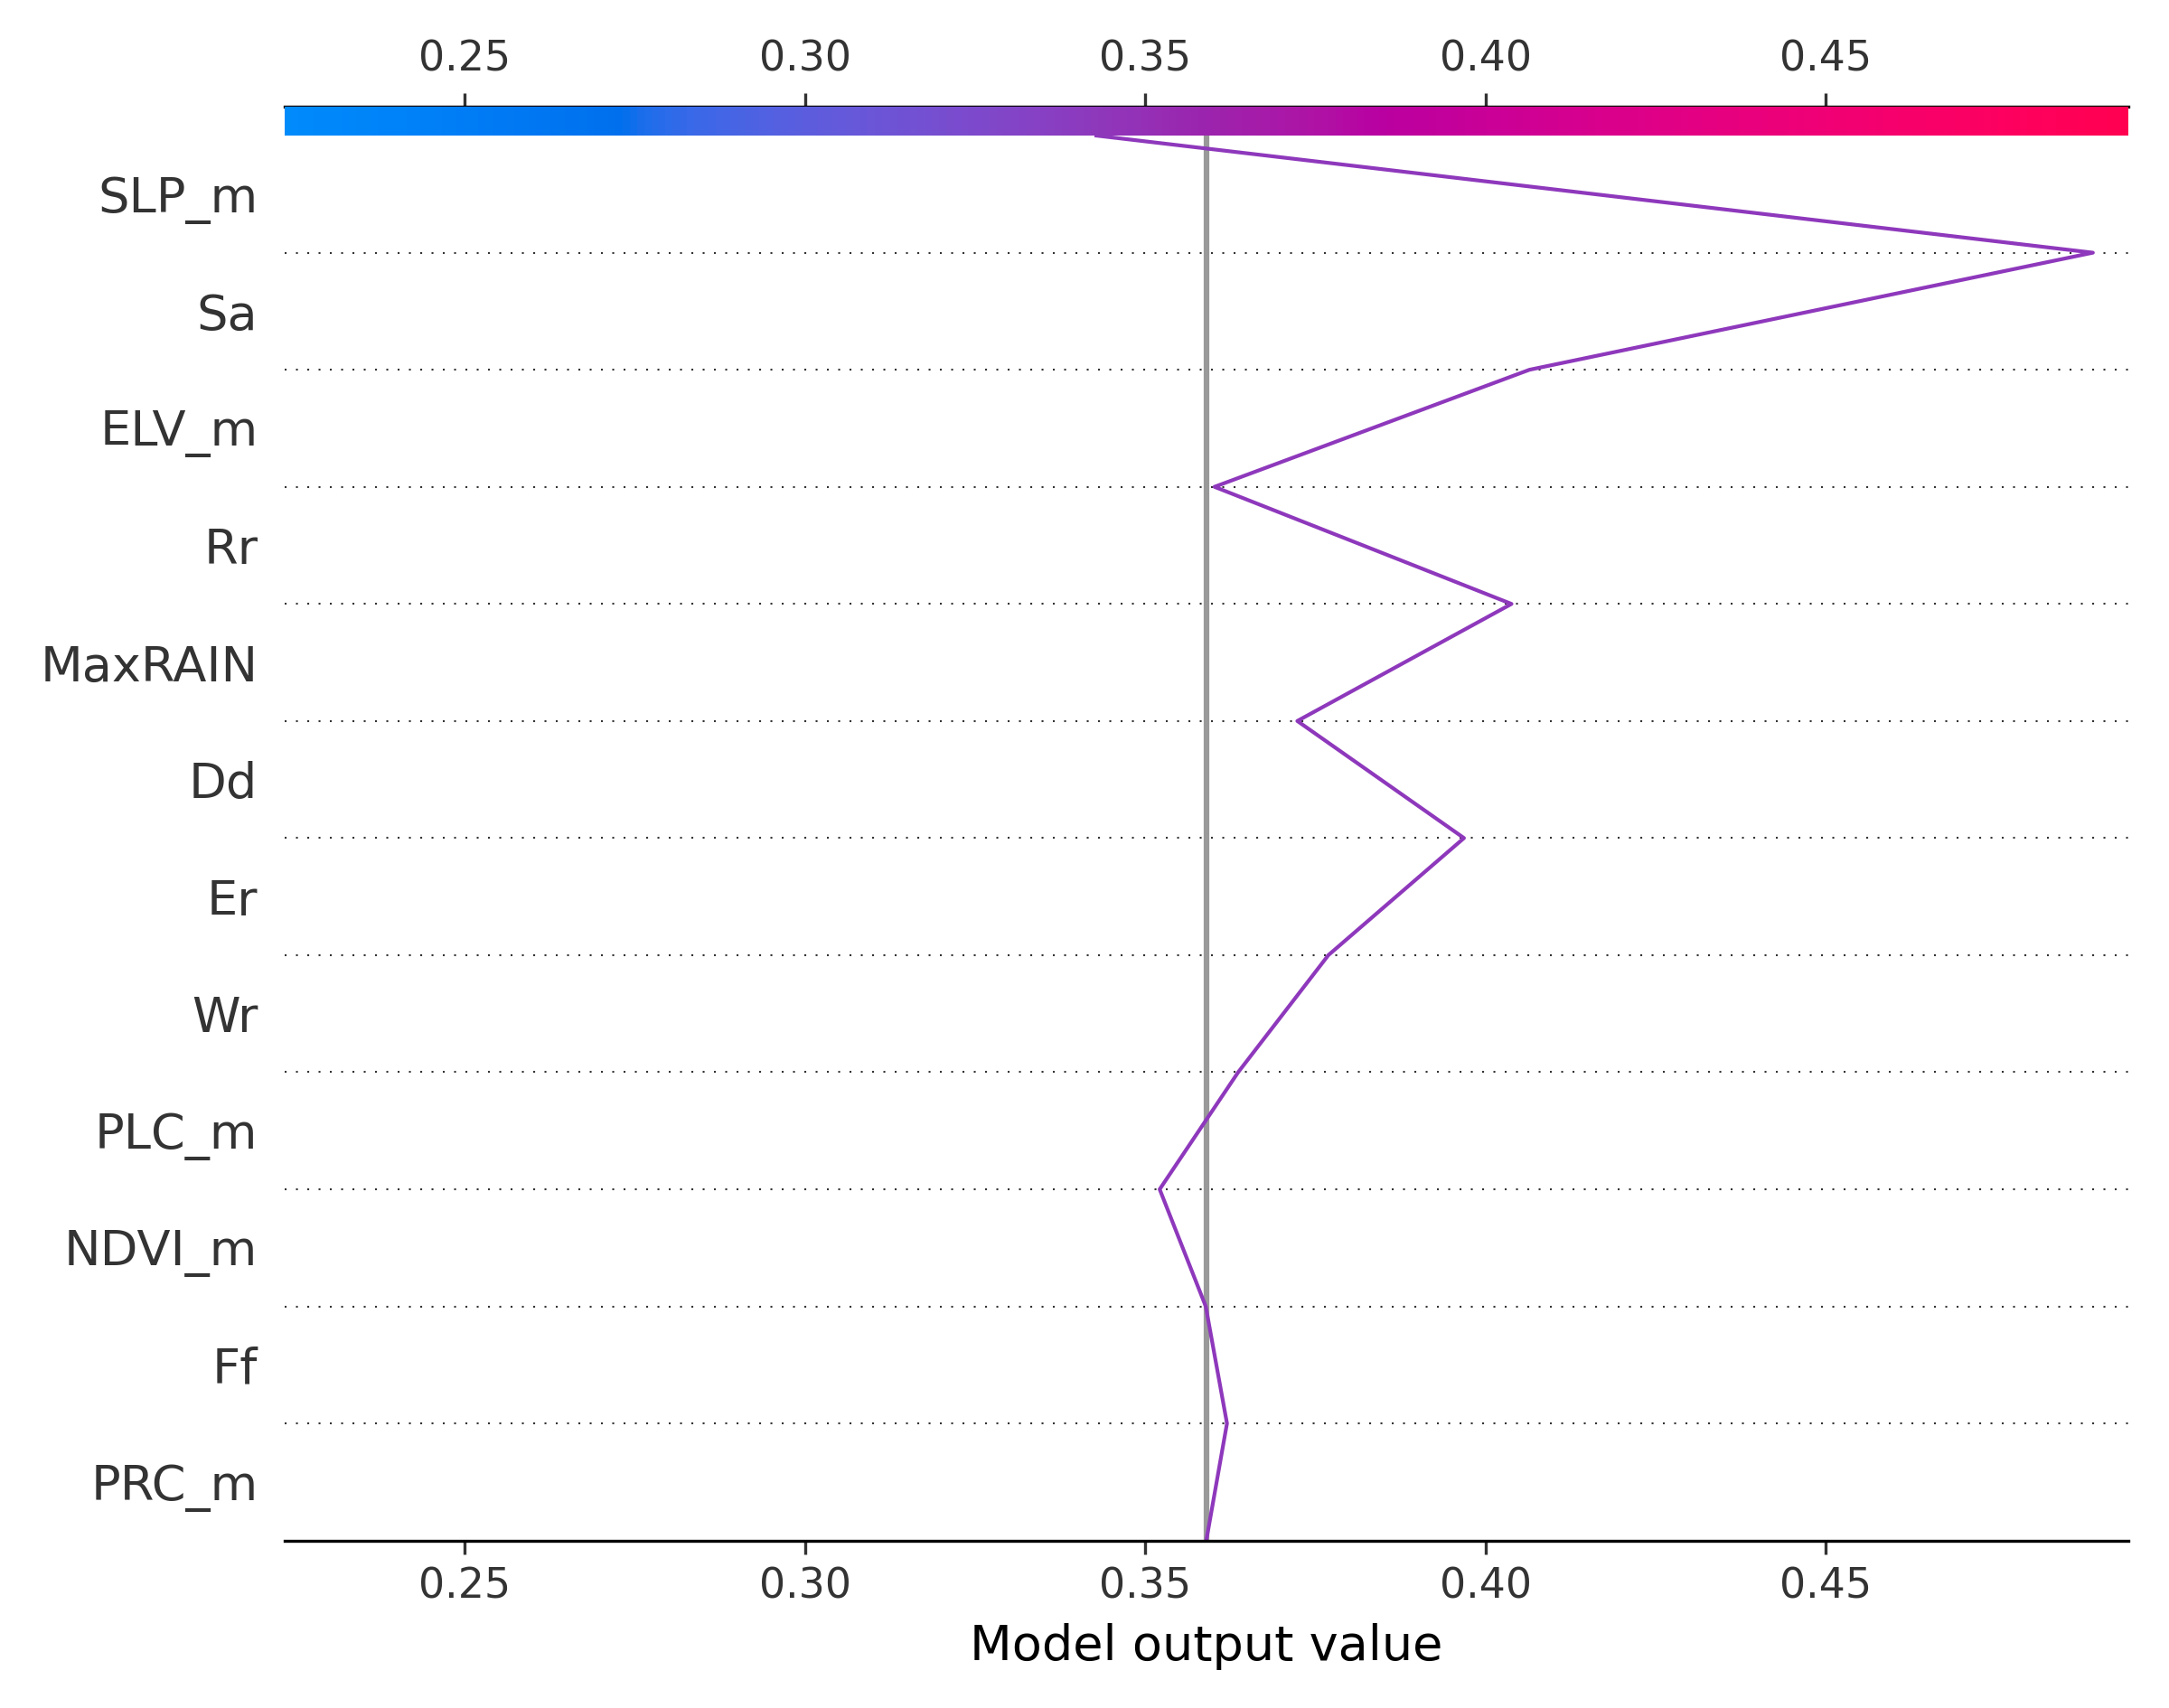 0.25 0.30 0.35 0.40 0.45
SLP_m
Sa
ELV_m
Rr
MaxRAIN
Dd
Er
Wr
PLC_m
NDVI_m
Ff
PRC_m
0.25 0.30 0.35 0.40 0.45
Model output value